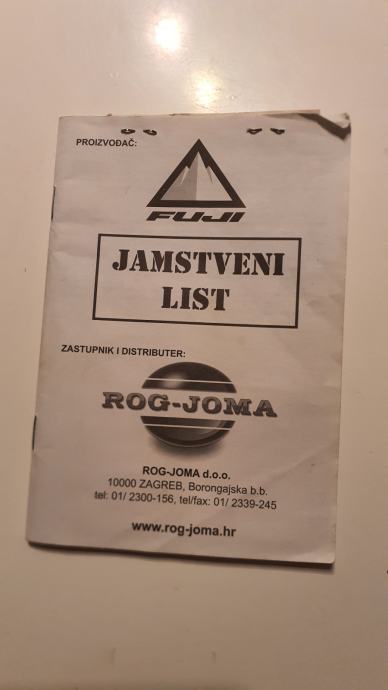 PROIZVOĐAČ:
FUJI
JAMSTVENI
LIST
ZASTUPNIK I DISTRIBUTER:
ROG-JOMA
ROG-JOMA d.o.o.
10000 ZAGREB, Borongajska b.b.
tel: 01/ 2300-156, tel/fax: 01/ 2339-245
www.rog-joma.hr